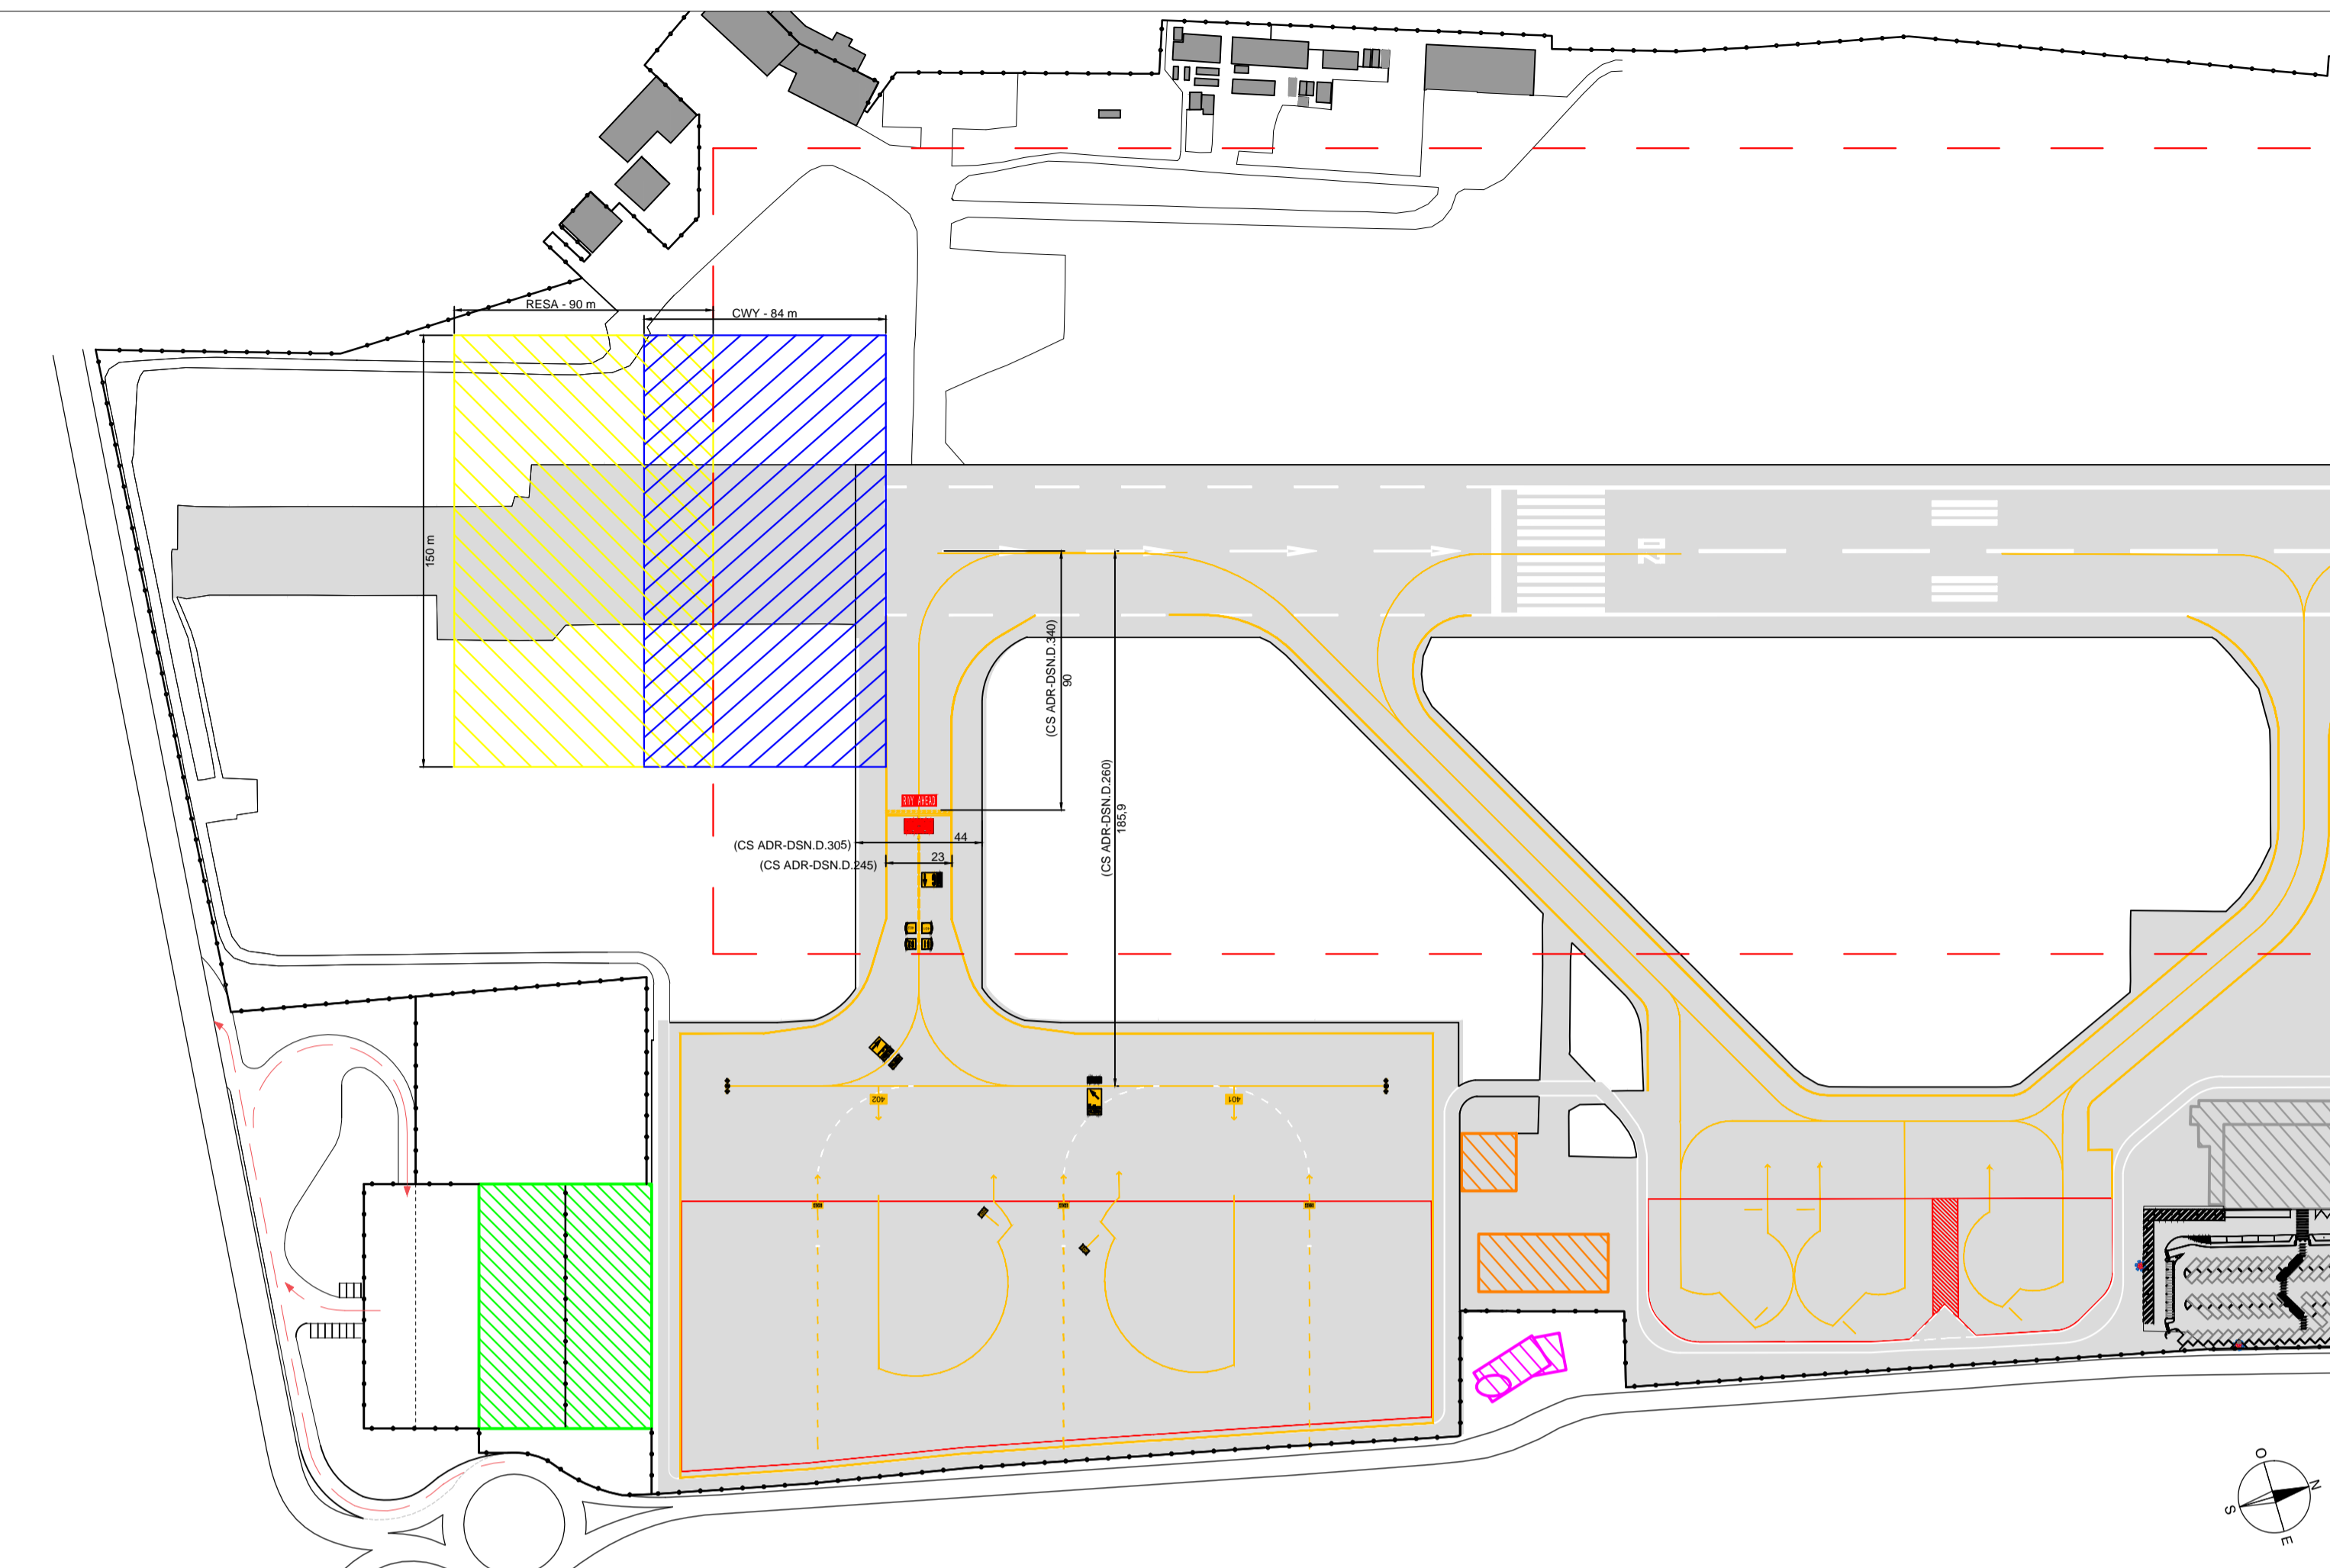 RESA - 90 m
CWY - 84 m
150 m
02
(CS ADR-DSN.D.340)
90
(CS ADR-DSN.D.260)
185,9
RWY AHEAD
(CS ADR-DSN.D.305)
44
(CS ADR-DSN.D.245)
23
402
401
O
N
S
E